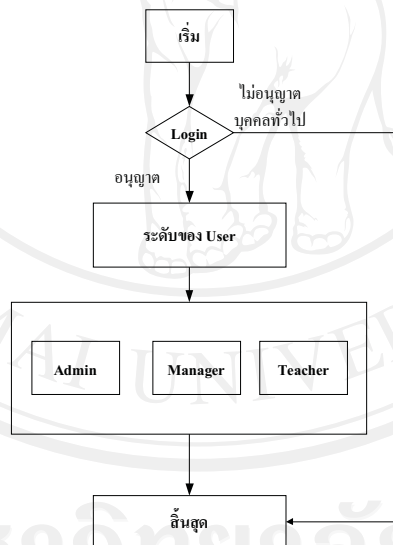 เริ่ม
ไม่อนุญาต
บุคคลทั่วไป
Login
อนุญาต
ระดับของ User
Admin Manager Teacher
สิ้นสุด